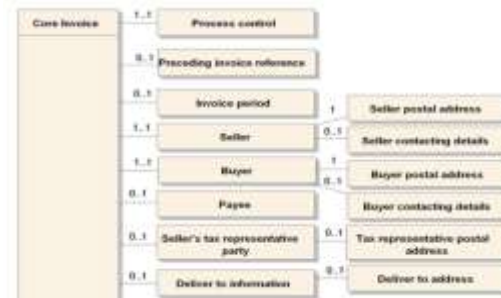 Core Invoice
1..1
Process control
0..1
Preceding invoice reference
0..1
Invoice period
1..1
Seller
1
Seller postal address
0..1
Seller contacting details
1..1
Buyer
1
Buyer postal address
0..1
Buyer contacting details
0..1
Payee
0..1
Seller's tax representative
party
0..1
Tax representative postal
address
0..1
Deliver to information
0..1
Deliver to address